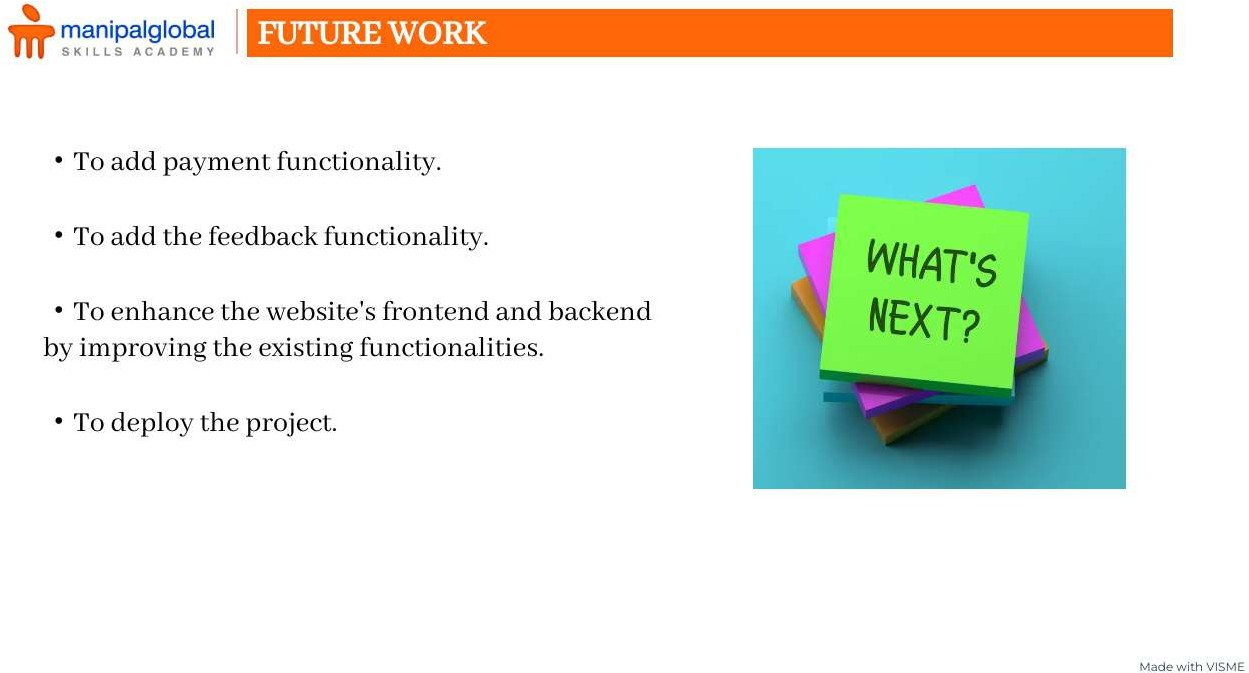 manipalglobal
SKILLS ACADEMY
FUTURE WORK
• To add payment functionality.
• To add the feedback functionality.
• To enhance the website's frontend and backend
by improving the existing functionalities.
• To deploy the project.
WHAT'S
NEXT?
Made with VISME